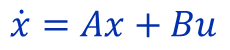 ẋ = Ax + Bu